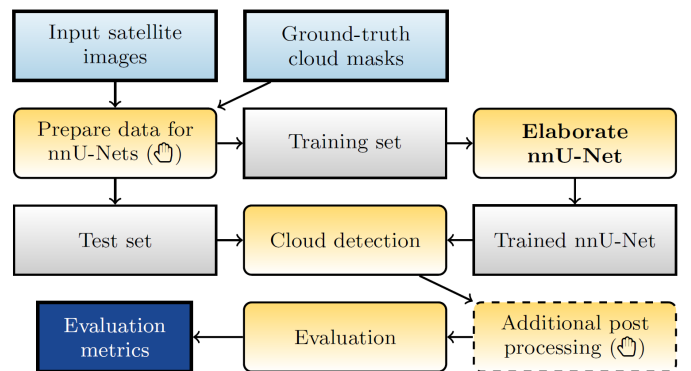 Input satellite
images
Ground-truth
cloud masks
Prepare data for
nnU-Nets (✋)
Training set
Elaborate
nnU-Net
Test set
Cloud detection
Trained nnU-Net
Evaluation
metrics
Evaluation
Additional post
processing (✋)